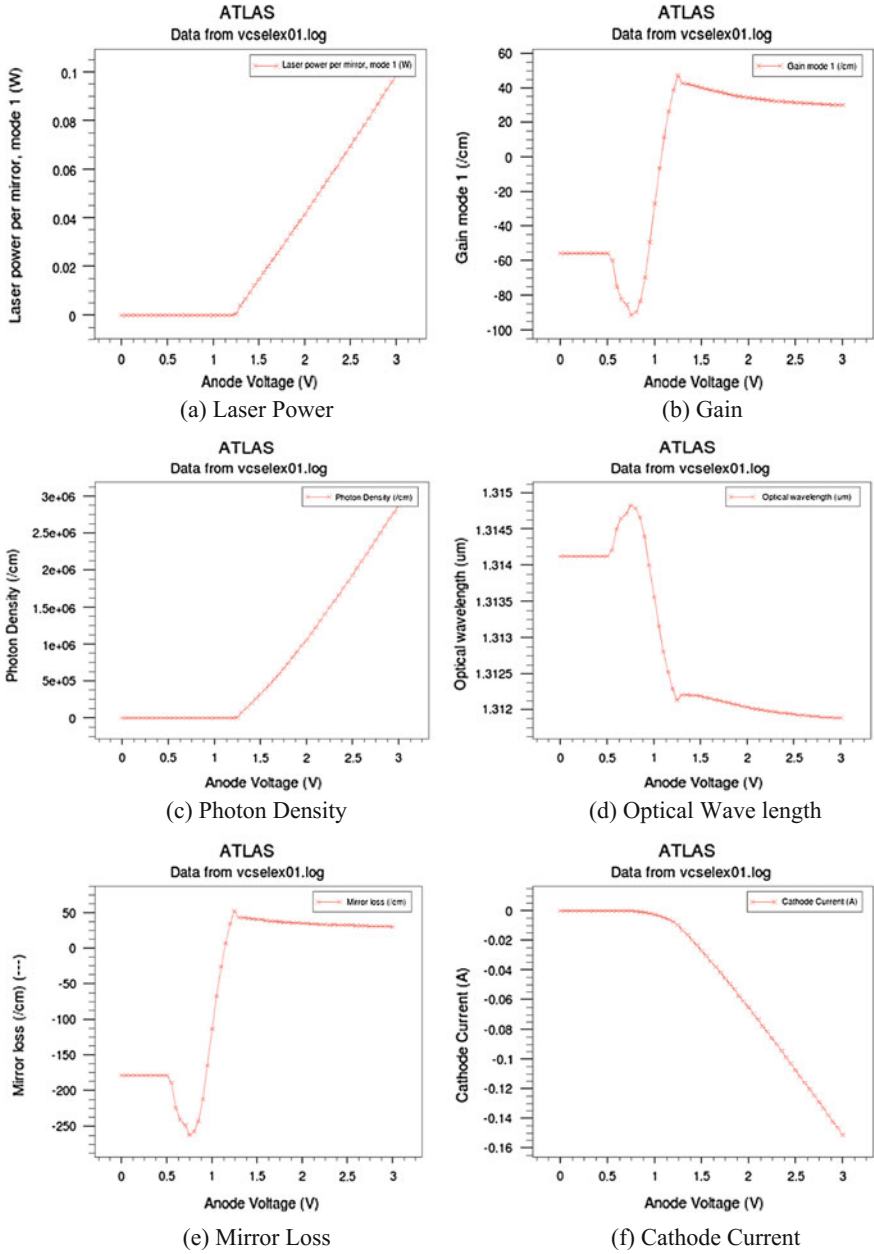 ATLAS
Data from vcselex01.log
Laser power per mirror, mode 1 (W)
Laser power per mirror, mode 1 (W)
0.1
0.08
0.06
0.04
0.02
0
0 0.5 1 1.5 2 2.5 3
Anode Voltage (V)
(a) Laser Power
ATLAS
Data from vcselex01.log
Gain mode 1 (/cm)
Gain mode 1 (/cm)
60
40
20
0
-20
-40
-60
-80
-100
0 0.5 1 1.5 2 2.5 3
Anode Voltage (V)
(b) Gain
ATLAS
Data from vcselex01.log
Photon Density (/cm)
Photon Density (/cm)
3e+06
2.5e+06
2e+06
1.5e+06
1e+06
5e+05
0
0 0.5 1 1.5 2 2.5 3
Anode Voltage (V)
(c) Photon Density
ATLAS
Data from vcselex01.log
Optical wavelength (um)
Optical wavelength (um)
1.315
1.3145
1.314
1.3135
1.313
1.3125
1.312
0 0.5 1 1.5 2 2.5 3
Anode Voltage (V)
(d) Optical Wave length
ATLAS
Data from vcselex01.log
Mirror loss (/cm)
Mirror loss (/cm) (---)
50
0
-50
-100
-150
-200
-250
0 0.5 1 1.5 2 2.5 3
Anode Voltage (V)
(e) Mirror Loss
ATLAS
Data from vcselex01.log
Cathode Current (A)
Cathode Current (A)
0
-0.02
-0.04
-0.06
-0.08
-0.1
-0.12
-0.14
-0.16
0 0.5 1 1.5 2 2.5 3
Anode Voltage (V)
(f) Cathode Current